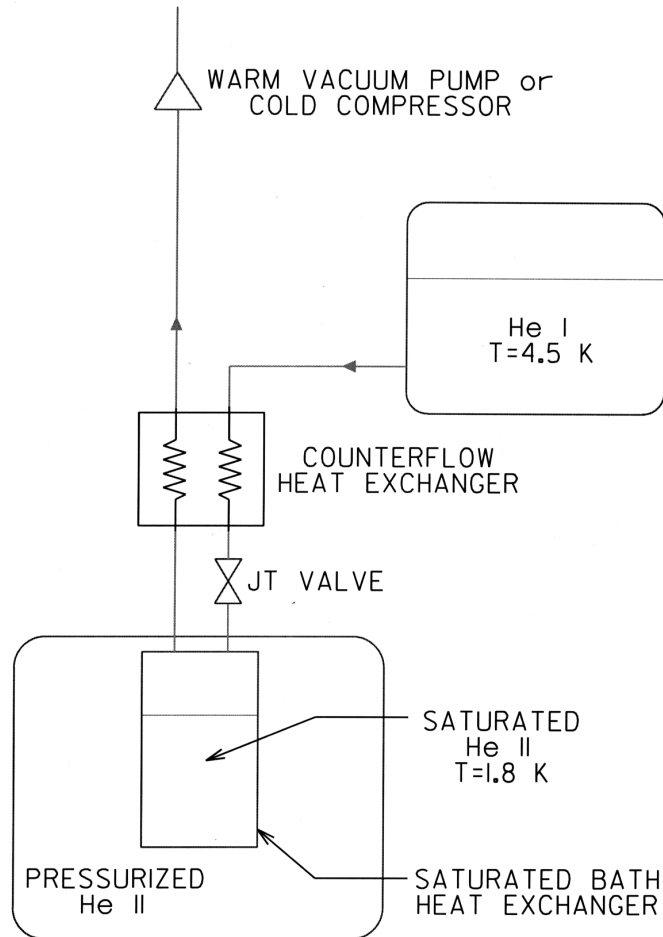 WARM VACUUM PUMP or
COLD COMPRESSOR
He I
T=4.5 K
COUNTERFLOW
HEAT EXCHANGER
JT VALVE
SATURATED
He II
T=1.8 K
PRESSURIZED
He II
SATURATED BATH
HEAT EXCHANGER